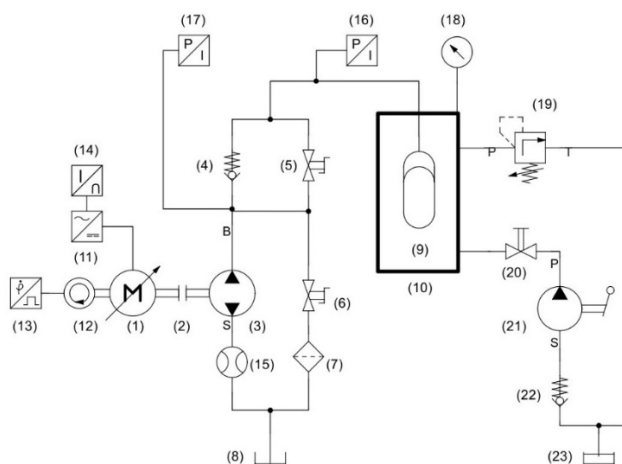 (17)
(16)
(18)
P
I
P
I
(19)
(14)
(4)
(5)
P
T
I
n
B
(9)
(11)
(20)
P
(6)
(10)
M
(21)
(13)
(12)
(1)
(2)
S
(3)
S
(15)
(7)
(22)
(8)
(23)